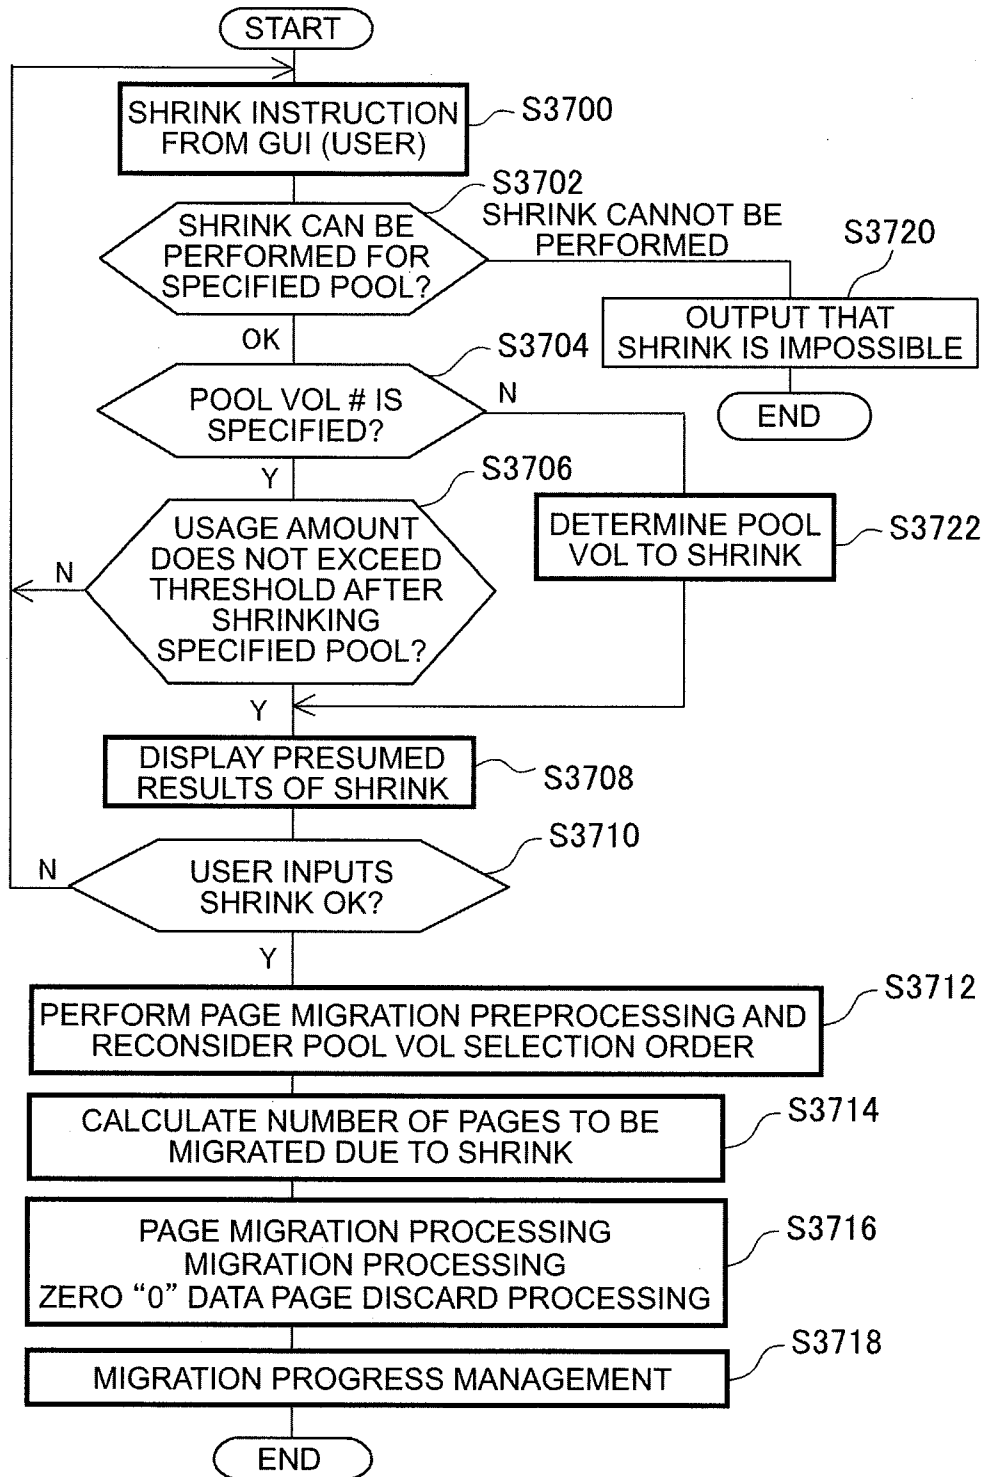 START
SHRINK INSTRUCTION
FROM GUI (USER)
S3700
S3702
SHRINK CAN BE
PERFORMED FOR
SPECIFIED POOL?
SHRINK CANNOT BE
PERFORMED
S3720
OUTPUT THAT
SHRINK IS IMPOSSIBLE
END
OK
S3704
POOL VOL # IS
SPECIFIED?
N
Y
S3706
USAGE AMOUNT
DOES NOT EXCEED
THRESHOLD AFTER
SHRINKING
SPECIFIED POOL?
N
DETERMINE POOL
VOL TO SHRINK
S3722
Y
DISPLAY PRESUMED
RESULTS OF SHRINK
S3708
S3710
N
USER INPUTS
SHRINK OK?
Y
S3712
PERFORM PAGE MIGRATION PREPROCESSING AND
RECONSIDER POOL VOL SELECTION ORDER
S3714
CALCULATE NUMBER OF PAGES TO BE
MIGRATED DUE TO SHRINK
S3716
PAGE MIGRATION PROCESSING
MIGRATION PROCESSING
ZERO “0” DATA PAGE DISCARD PROCESSING
S3718
MIGRATION PROGRESS MANAGEMENT
END